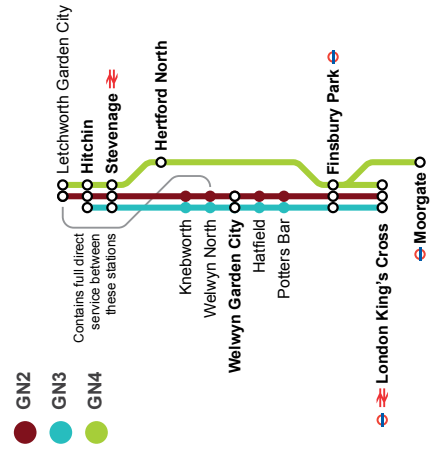 Letchworth Garden City
Hitchin
Stevenage
Hertford North
Contains full direct
service between
these stations
Knebworth
Welwyn North
Welwyn Garden City
Hatfield
Potters Bar
Finsbury Park
London King's Cross
Moorgate
GN2
GN3
GN4